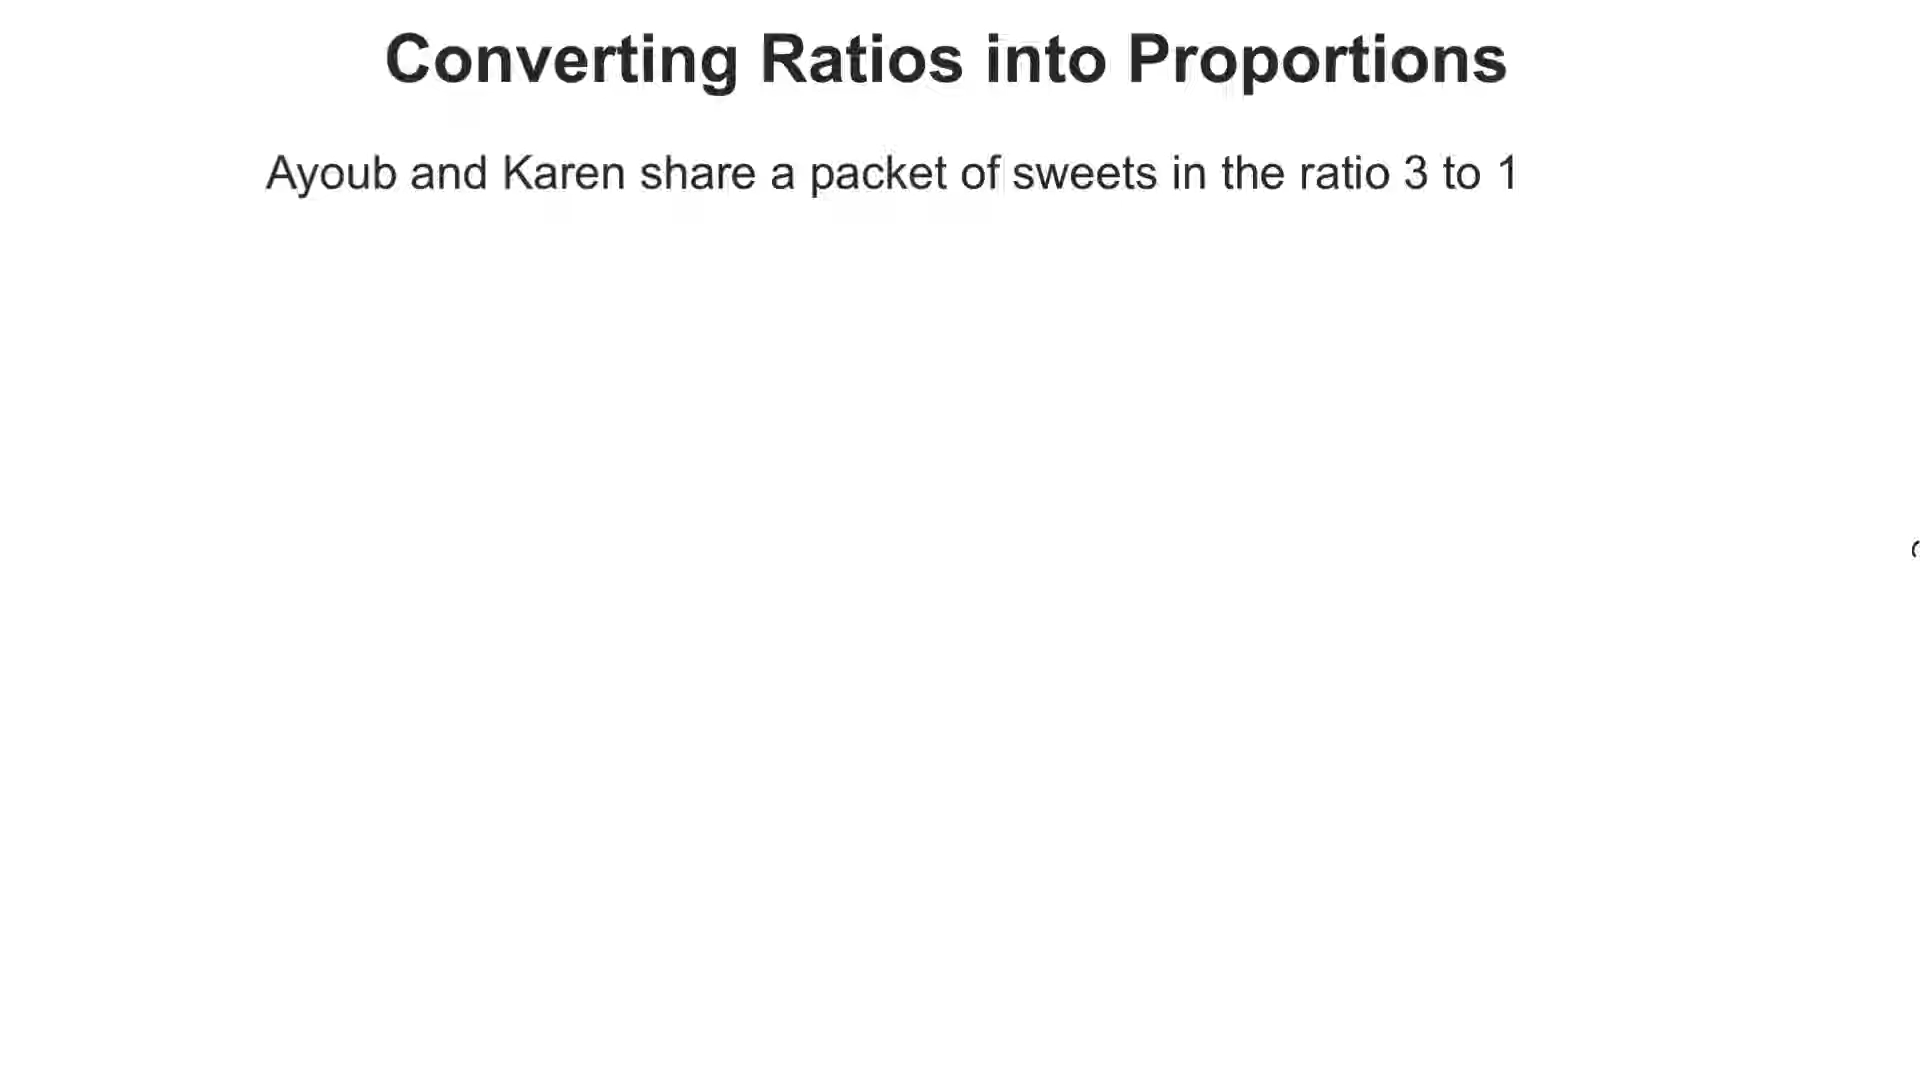 Converting Ratios into Proportions
Ayoub and Karen share a packet of sweets in the ratio 3 to 1